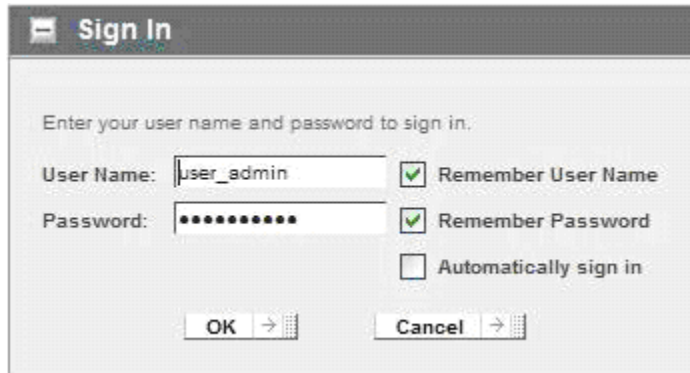 Sign In
Enter your user name and password to sign in.
User Name: user_admin Remember User Name
Password: ●●●●●●●●●● Remember Password
Automatically sign in
OK Cancel